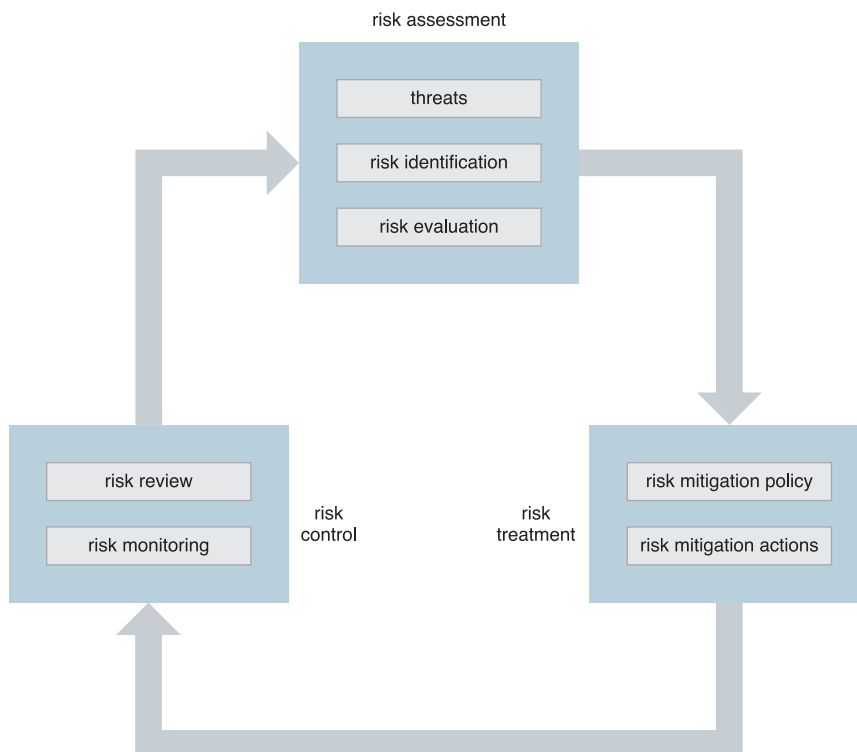 risk assessment
threats
risk identification
risk evaluation
risk review
risk monitoring
risk
control
risk
treatment
risk mitigation policy
risk mitigation actions